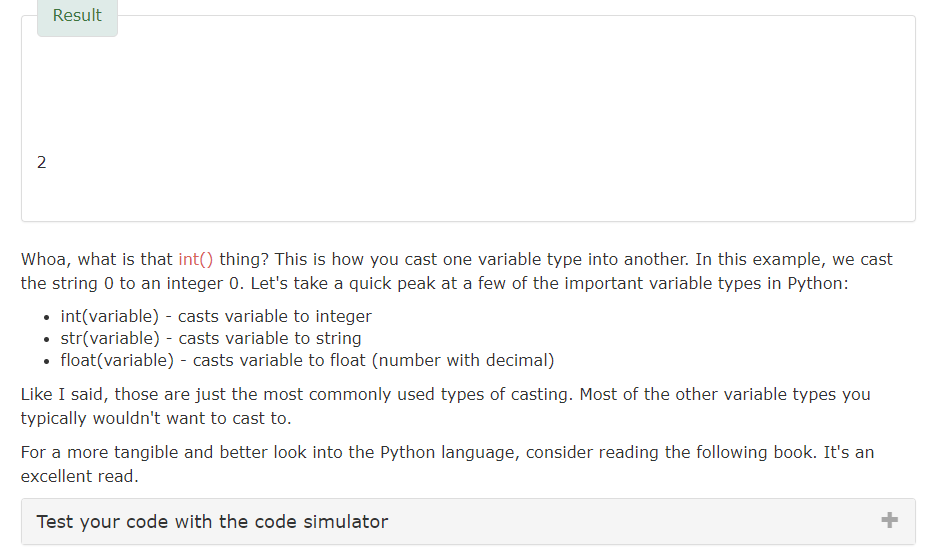 Result
2
Whoa, what is that int() thing? This is how you cast one variable type into another. In this example, we cast
the string 0 to an integer 0. Let's take a quick peak at a few of the important variable types in Python:
• int(variable) - casts variable to integer
• str(variable) - casts variable to string
• float(variable) - casts variable to float (number with decimal)
Like I said, those are just the most commonly used types of casting. Most of the other variable types you
typically wouldn't want to cast to.
For a more tangible and better look into the Python language, consider reading the following book. It's an
excellent read.
Test your code with the code simulator